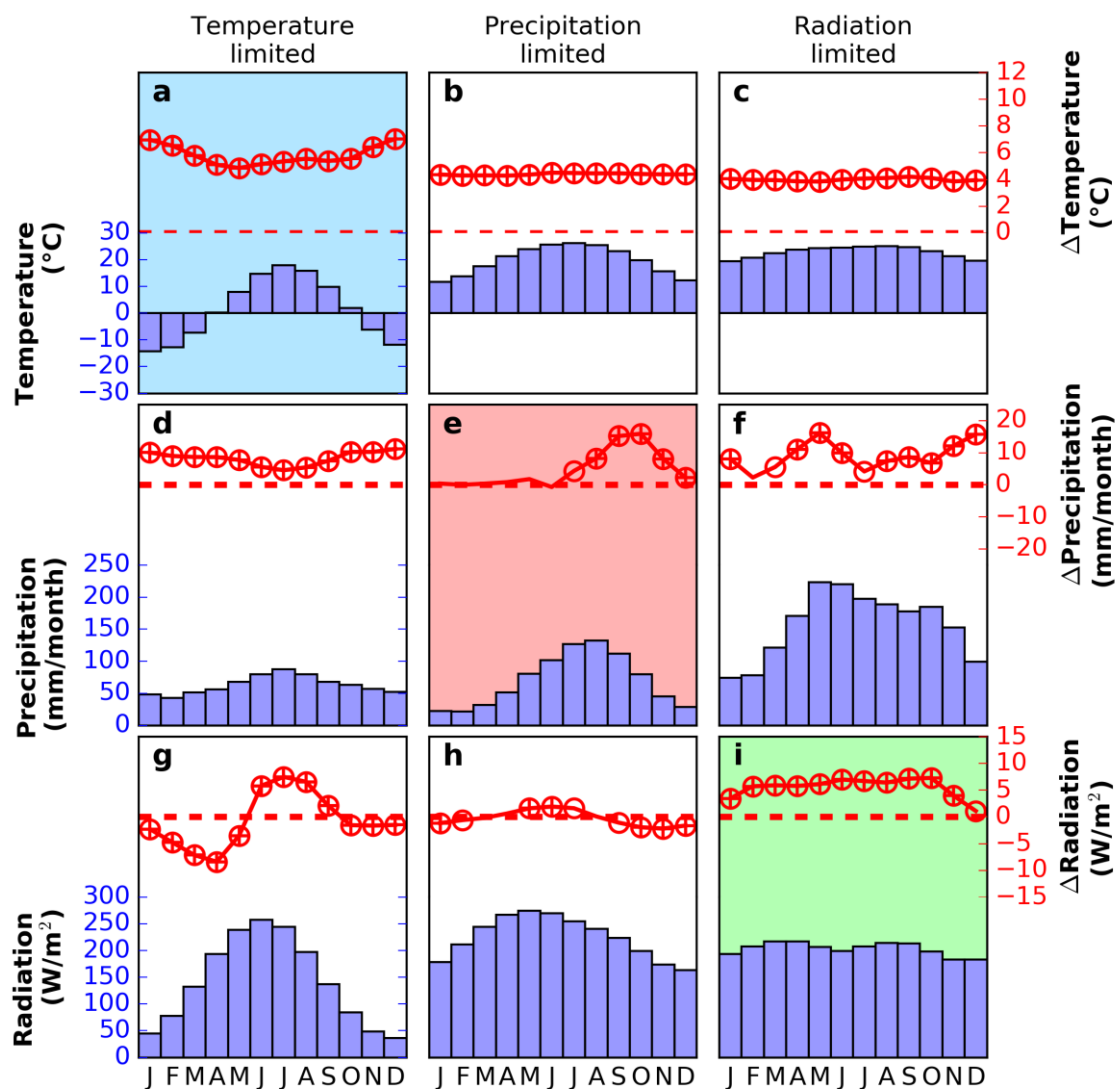 Temperature limited
Precipitation limited
Radiation limited
a
b
c
Temperature (°C)
30
20
10
0
−10
−20
−30
12
10
8
6
4
2
0
ΔTemperature (°C)
d
e
f
Precipitation (mm/month)
250
200
150
100
50
0
20
10
0
−10
−20
ΔPrecipitation (mm/month)
g
h
i
Radiation (W/m²)
300
250
200
150
100
50
0
15
10
5
0
−5
−10
−15
ΔRadiation (W/m²)
J F M A M J J A S O N D
J F M A M J J A S O N D
J F M A M J J A S O N D